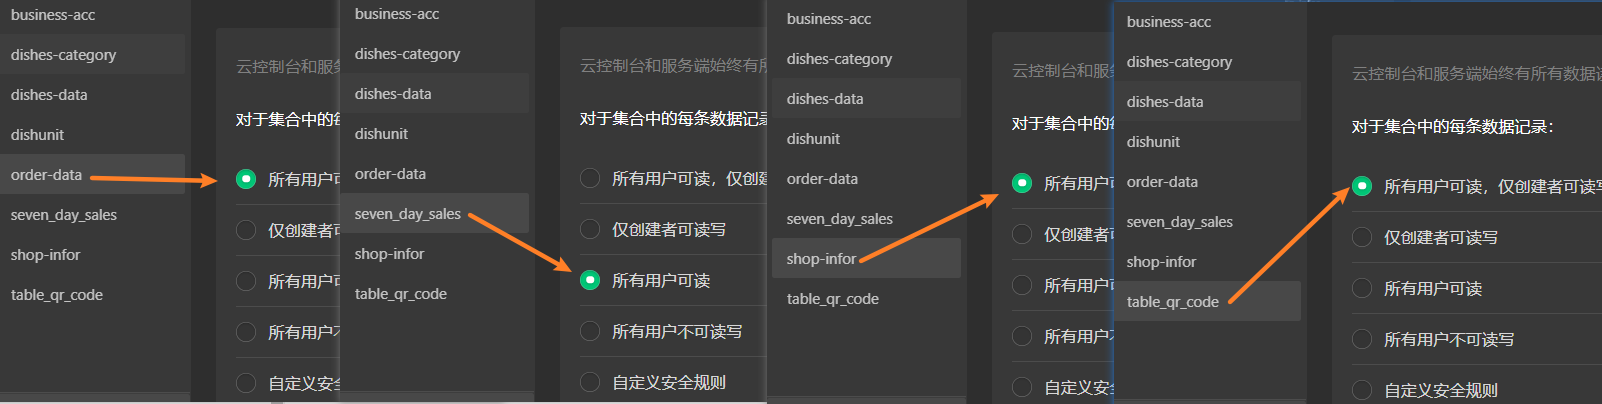 business-acc
dishes-category
dishes-data
dishunit
order-data
seven_day_sales
shop-infor
table_qr_code
云控制台和服务端
对于集合中的每
所有用户可
仅创建者可
所有用户可
所有用户不
自定义安全
business-acc
dishes-category
dishes-data
dishunit
order-data
seven_day_sales
shop-infor
table_qr_code
云控制台和服务端始终有所
对于集合中的每条数据记录
所有用户可读，仅创建
仅创建者可读写
所有用户可读
所有用户不可读写
自定义安全规则
business-acc
dishes-category
dishes-data
dishunit
order-data
seven_day_sales
shop-infor
table_qr_code
云控制台和服务
对于集合中的
所有用户
仅创建者
所有用户
所有用户不
自定义安全
business-acc
dishes-category
dishes-data
dishunit
order-data
seven_day_sales
shop-infor
table_qr_code
云控制台和服务端始终有所有数据
对于集合中的每条数据记录：
所有用户可读，仅创建者可读写
仅创建者可读写
所有用户可读
所有用户不可读写
自定义安全规则